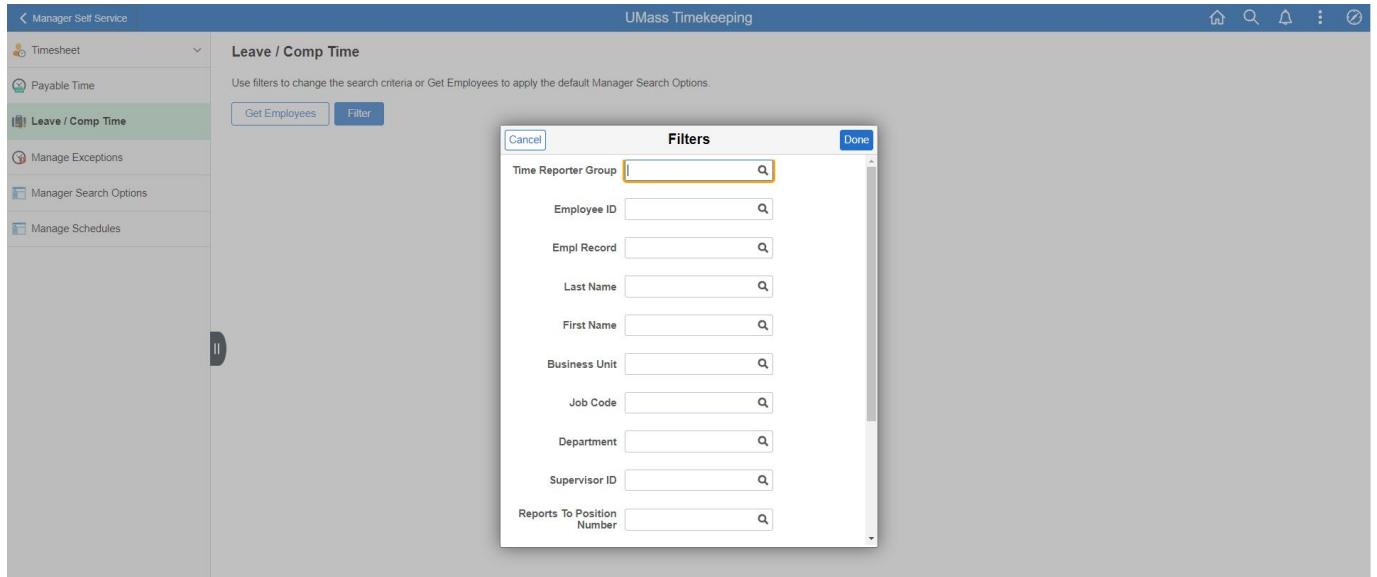 Manager Self Service
UMass Timekeeping
Timesheet
Payable Time
Leave / Comp Time
Manage Exceptions
Manager Search Options
Manage Schedules
Leave / Comp Time
Use filters to change the search criteria or Get Employees to apply the default Manager Search Options.
Get Employees
Filter
Cancel
Filters
Done
Time Reporter Group
Employee ID
Empl Record
Last Name
First Name
Business Unit
Job Code
Department
Supervisor ID
Reports To Position
Number